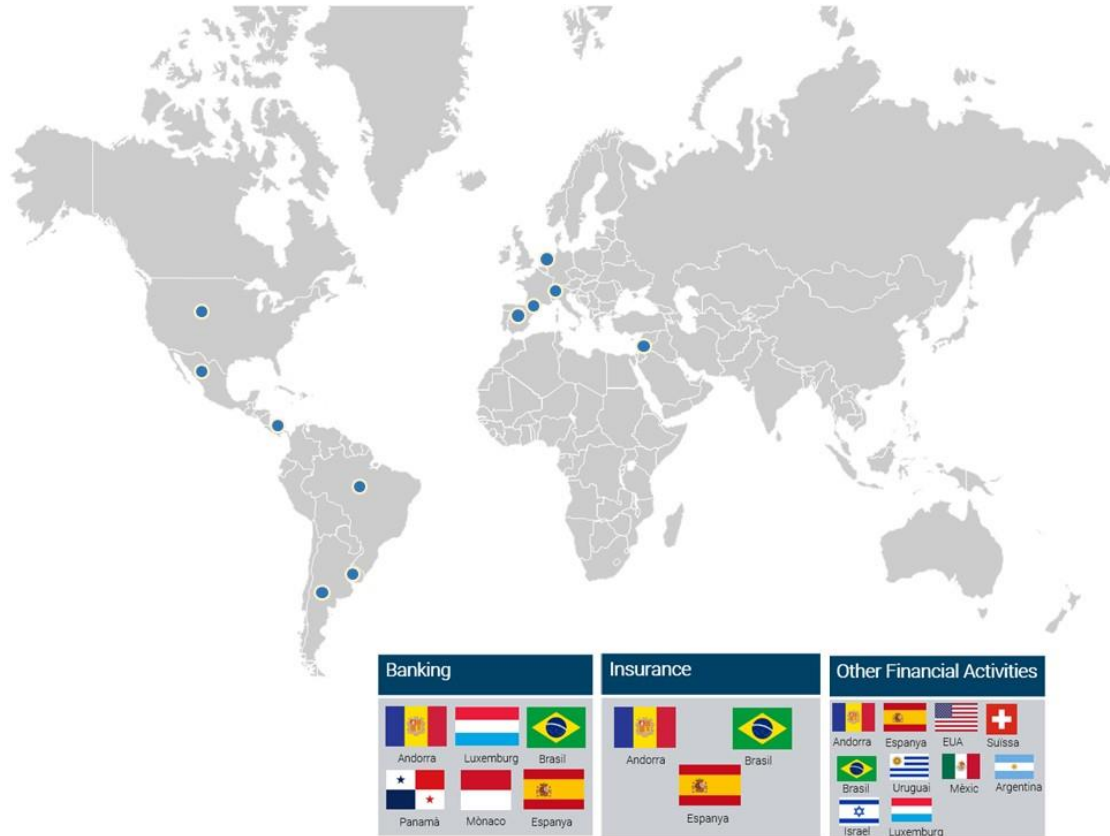 Banking
Andorra Luxemburg Brasil
Panamà Mònaco Espanya
Insurance
Andorra Brasil
Espanya
Other Financial Activities
Andorra Espanya EUA Suïssa
Brasil Uruguai Mèxic Argentina
Israel Luxemburg